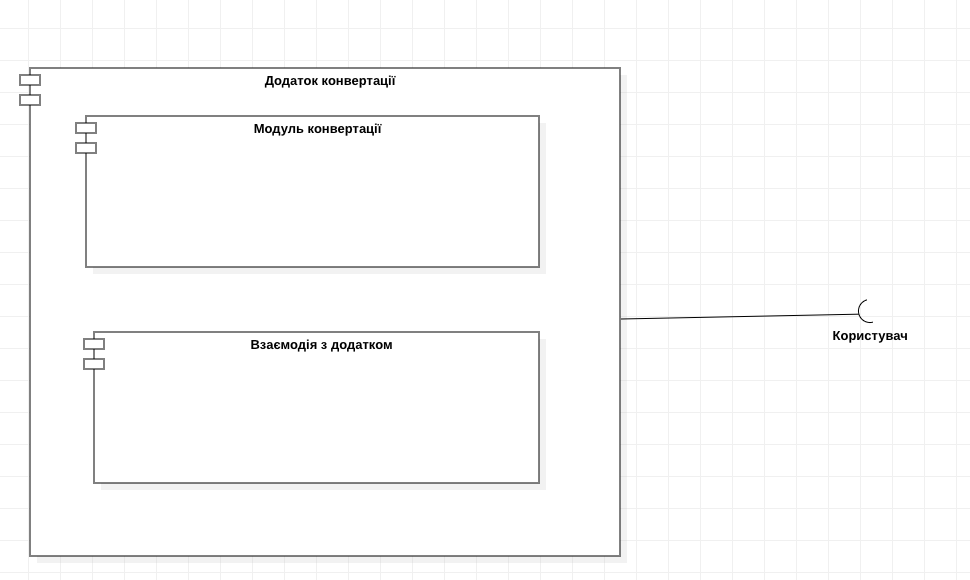 Додаток конвертації
Модуль конвертації
Взаємодія з додатком
Користувач